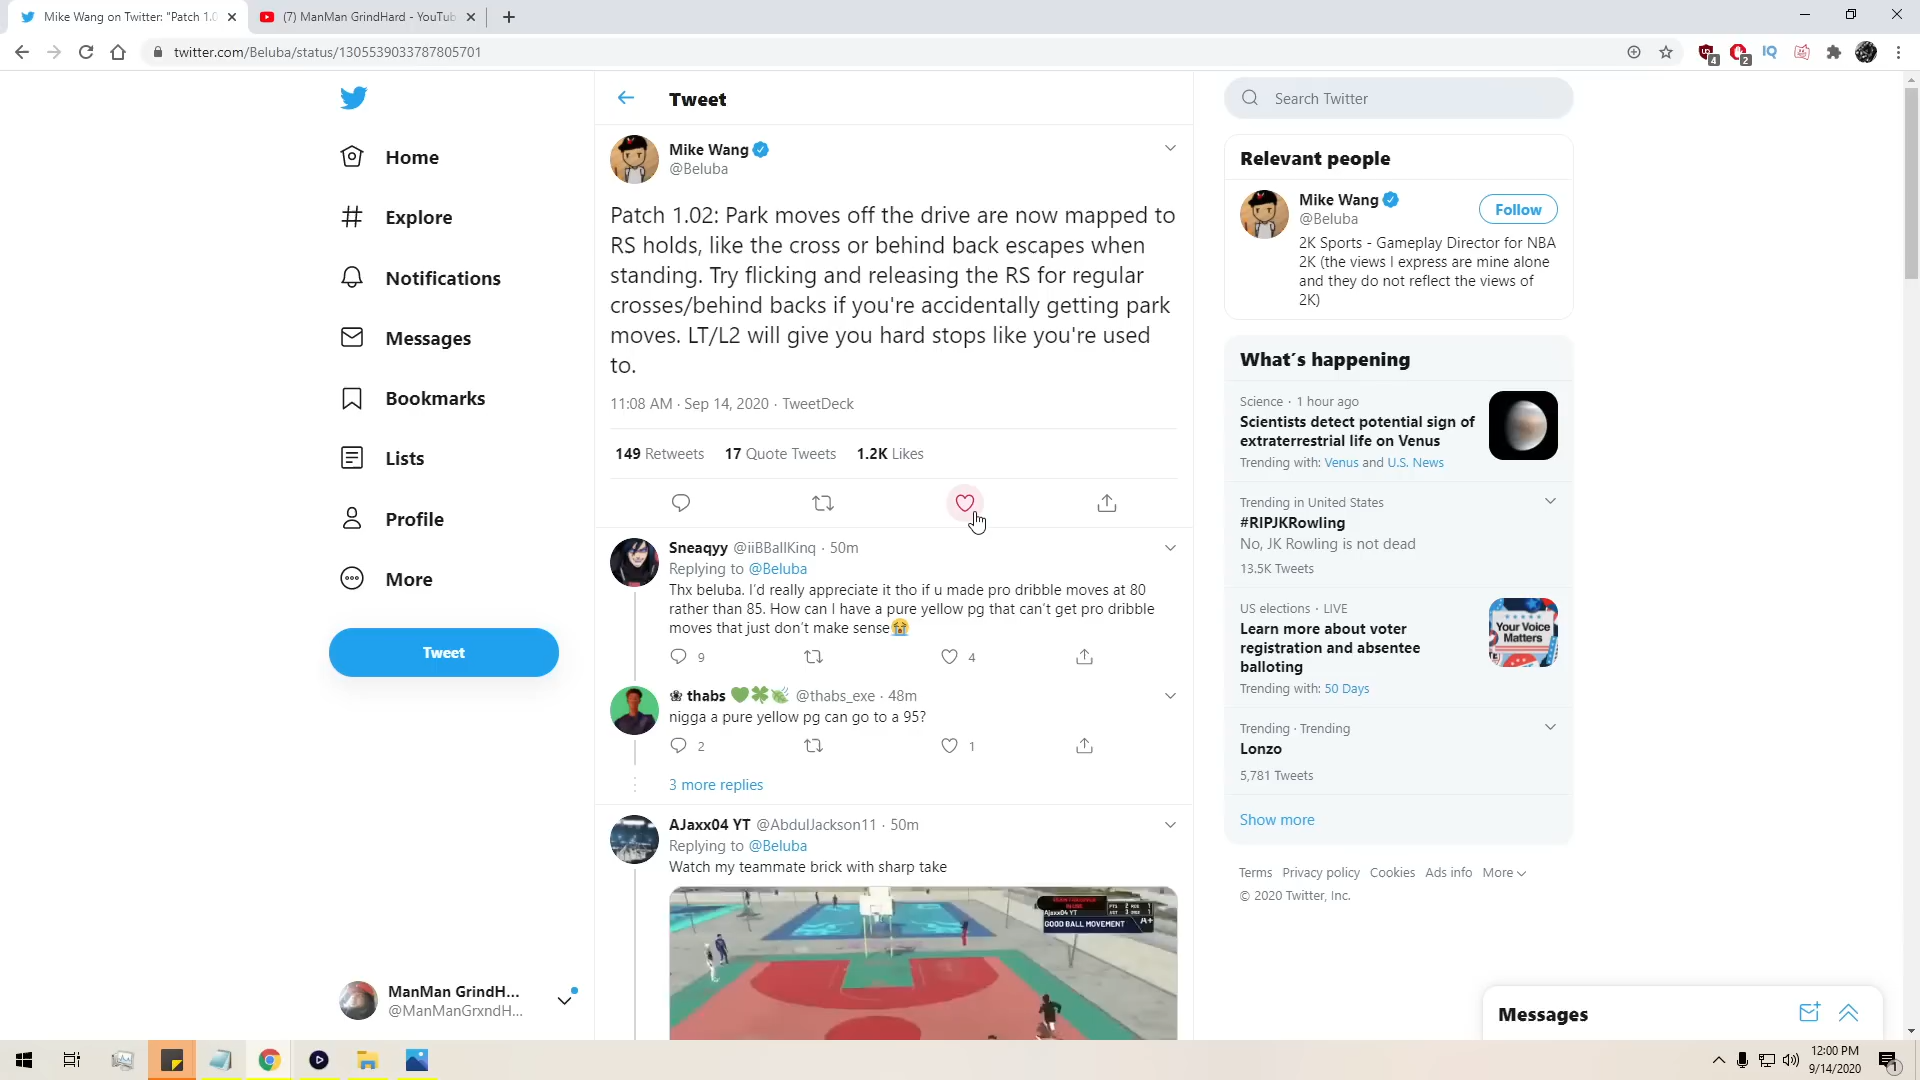 Mike Wang on Twitter: "Patch 1.0
(7) ManMan GrindHard - YouTub
twitter.com/Beluba/status/1305539033787805701
4
2
IQ
Home
Explore
Notifications
Messages
Bookmarks
Lists
Profile
More
Tweet
ManMan GrindH...
@ManManGrxndH...
Tweet
Mike Wang
@Beluba
Patch 1.02: Park moves off the drive are now mapped to
RS holds, like the cross or behind back escapes when
standing. Try flicking and releasing the RS for regular
crosses/behind backs if you're accidentally getting park
moves. LT/L2 will give you hard stops like you're used
to.
11:08 AM · Sep 14, 2020 · TweetDeck
149 Retweets 17 Quote Tweets 1.2K Likes
Sneaqyy @iiBBallKinq · 50m
Replying to @Beluba
Thx beluba. I'd really appreciate it tho if u made pro dribble moves at 80
rather than 85. How can I have a pure yellow pg that can't get pro dribble
moves that just don't make sense😭
9 4
❀ thabs 💚🍀🍃 @thabs_exe · 48m
nigga a pure yellow pg can go to a 95?
2 1
3 more replies
AJaxx04 YT @AbdulJackson11 · 50m
Replying to @Beluba
Watch my teammate brick with sharp take
AJaxx04 YT
GOOD BALL MOVEMENT
Search Twitter
Relevant people
Mike Wang
@Beluba
Follow
2K Sports - Gameplay Director for NBA
2K (the views I express are mine alone
and they do not reflect the views of
2K)
What's happening
Science · 1 hour ago
Scientists detect potential sign of
extraterrestrial life on Venus
Trending with: Venus and U.S. News
Trending in United States
#RIPJKRowling
No, JK Rowling is not dead
13.5K Tweets
US elections · LIVE
Learn more about voter
registration and absentee
balloting
Trending with: 50 Days
Your Voice
Matters
Trending · Trending
Lonzo
5,781 Tweets
Show more
Terms Privacy policy Cookies Ads info More
© 2020 Twitter, Inc.
Messages
12:00 PM
9/14/2020
1